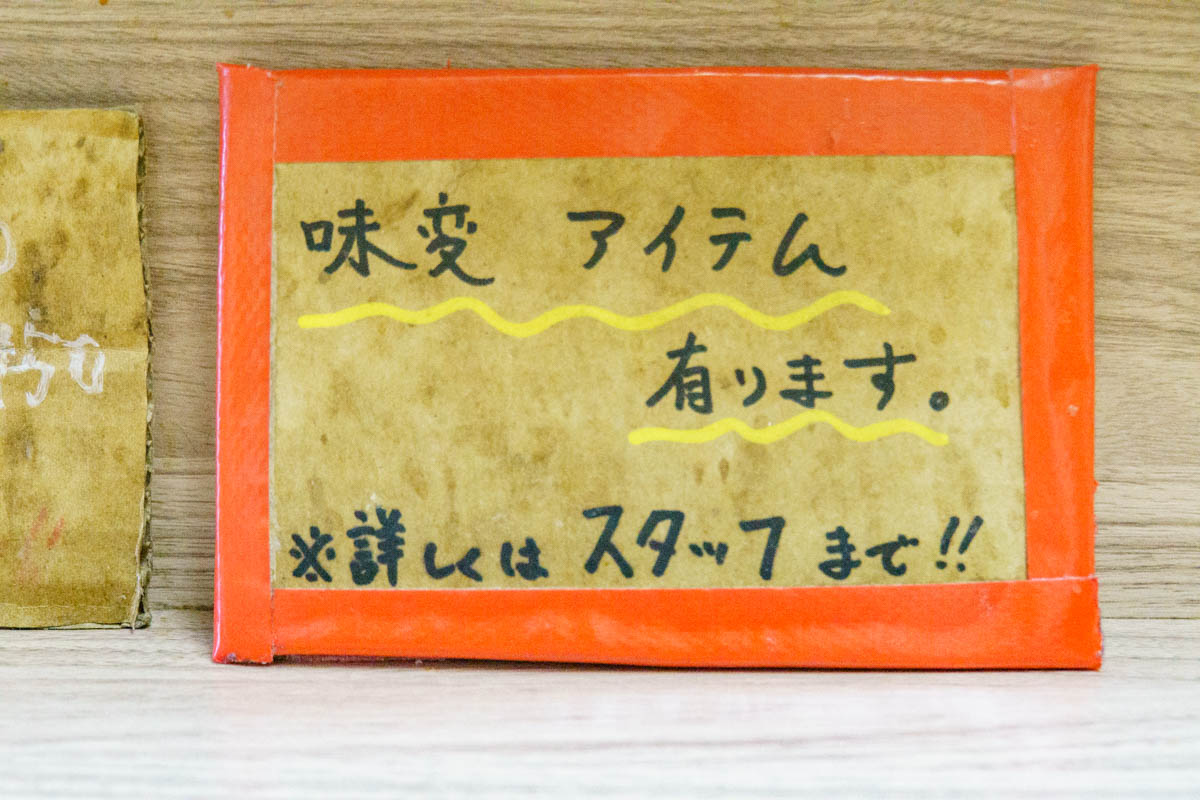 味変 アイテム
有ります。
※詳しくは スタッフ まで!!